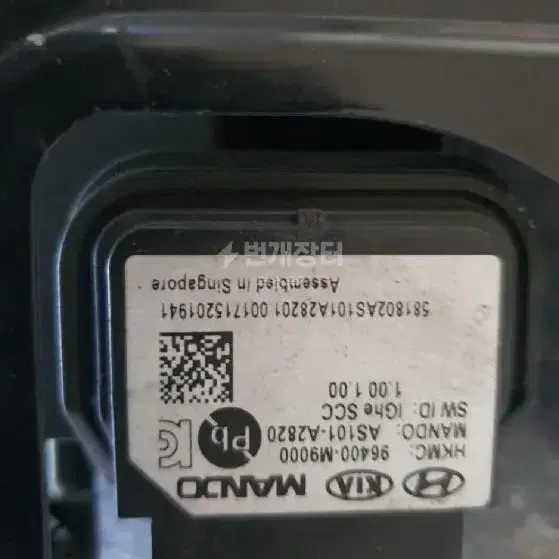 번개장터
KIA MANDO
HKMC: 96400-M9000
MANDO: AS101-A2820
SW ID: IGhe SCC
1.00 1.00
Pb
581802AS101A28201.001715201941
Assembled in Singapore